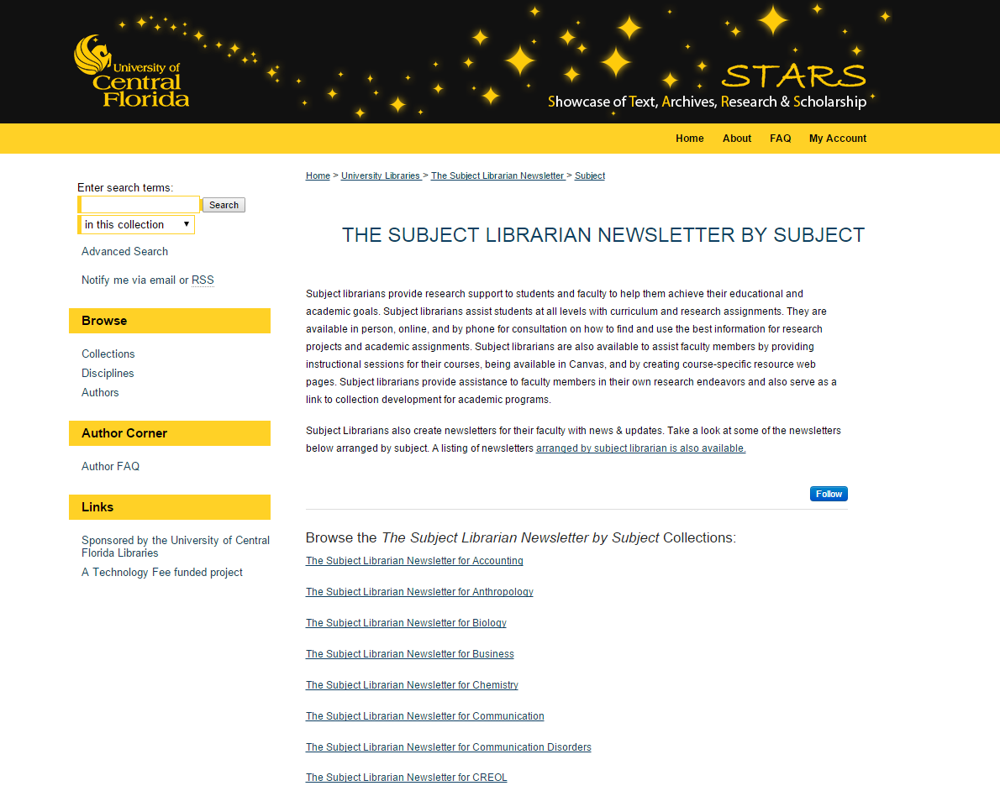 University of
Central
Florida
STARS
Showcase of Text, Archives, Research & Scholarship
Home About FAQ My Account
Enter search terms:
Search
in this collection
Advanced Search
Notify me via email or RSS
Browse
Collections
Disciplines
Authors
Author Corner
Author FAQ
Links
Sponsored by the University of Central
Florida Libraries
A Technology Fee funded project
Home > University Libraries > The Subject Librarian Newsletter > Subject
THE SUBJECT LIBRARIAN NEWSLETTER BY SUBJECT
Subject librarians provide research support to students and faculty to help them achieve their educational and
academic goals. Subject librarians assist students at all levels with curriculum and research assignments. They are
available in person, online, and by phone for consultation on how to find and use the best information for research
projects and academic assignments. Subject librarians are also available to assist faculty members by providing
instructional sessions for their courses, being available in Canvas, and by creating course-specific resource web
pages. Subject librarians provide assistance to faculty members in their own research endeavors and also serve as a
link to collection development for academic programs.
Subject Librarians also create newsletters for their faculty with news & updates. Take a look at some of the newsletters
below arranged by subject. A listing of newsletters arranged by subject librarian is also available.
Follow
Browse the The Subject Librarian Newsletter by Subject Collections:
The Subject Librarian Newsletter for Accounting
The Subject Librarian Newsletter for Anthropology
The Subject Librarian Newsletter for Biology
The Subject Librarian Newsletter for Business
The Subject Librarian Newsletter for Chemistry
The Subject Librarian Newsletter for Communication
The Subject Librarian Newsletter for Communication Disorders
The Subject Librarian Newsletter for CREOL